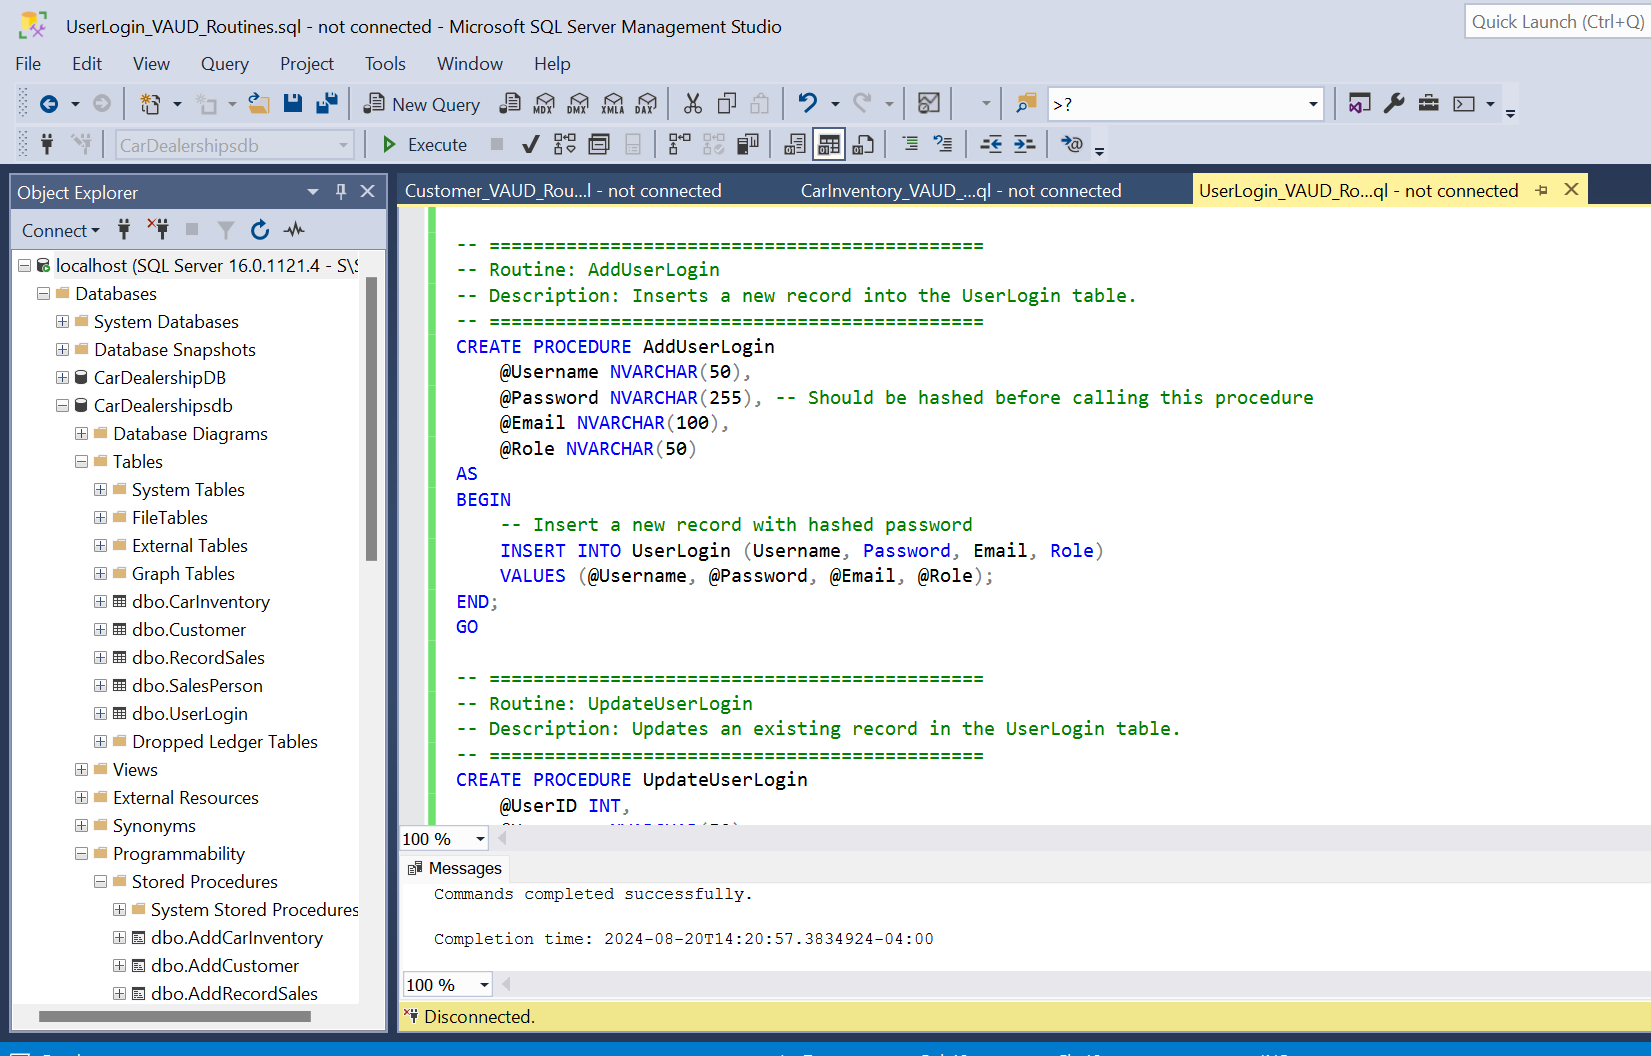 UserLogin_VAUD_Routines.sql - not connected - Microsoft SQL Server Management Studio
Quick Launch (Ctrl+Q)
File Edit View Query Project Tools Window Help
New Query MDX DMX XMLA DAX >?
CarDealershipsdb Execute
Object Explorer
Connect
localhost (SQL Server 16.0.1121.4 - S\S
Databases
System Databases
Database Snapshots
CarDealershipDB
CarDealershipsdb
Database Diagrams
Tables
System Tables
FileTables
External Tables
Graph Tables
dbo.CarInventory
dbo.Customer
dbo.RecordSales
dbo.SalesPerson
dbo.UserLogin
Dropped Ledger Tables
Views
External Resources
Synonyms
Programmability
Stored Procedures
System Stored Procedures
dbo.AddCarInventory
dbo.AddCustomer
dbo.AddRecordSales
Customer_VAUD_Rou...l - not connected CarInventory_VAUD_...ql - not connected UserLogin_VAUD_Ro...ql - not connected
-- =============================================
-- Routine: AddUserLogin
-- Description: Inserts a new record into the UserLogin table.
-- =============================================
CREATE PROCEDURE AddUserLogin
@Username NVARCHAR(50),
@Password NVARCHAR(255), -- Should be hashed before calling this procedure
@Email NVARCHAR(100),
@Role NVARCHAR(50)
AS
BEGIN
-- Insert a new record with hashed password
INSERT INTO UserLogin (Username, Password, Email, Role)
VALUES (@Username, @Password, @Email, @Role);
END;
GO
-- =============================================
-- Routine: UpdateUserLogin
-- Description: Updates an existing record in the UserLogin table.
-- =============================================
CREATE PROCEDURE UpdateUserLogin
@UserID INT,
100 %
Messages
Commands completed successfully.
Completion time: 2024-08-20T14:20:57.3834924-04:00
100 %
Disconnected.